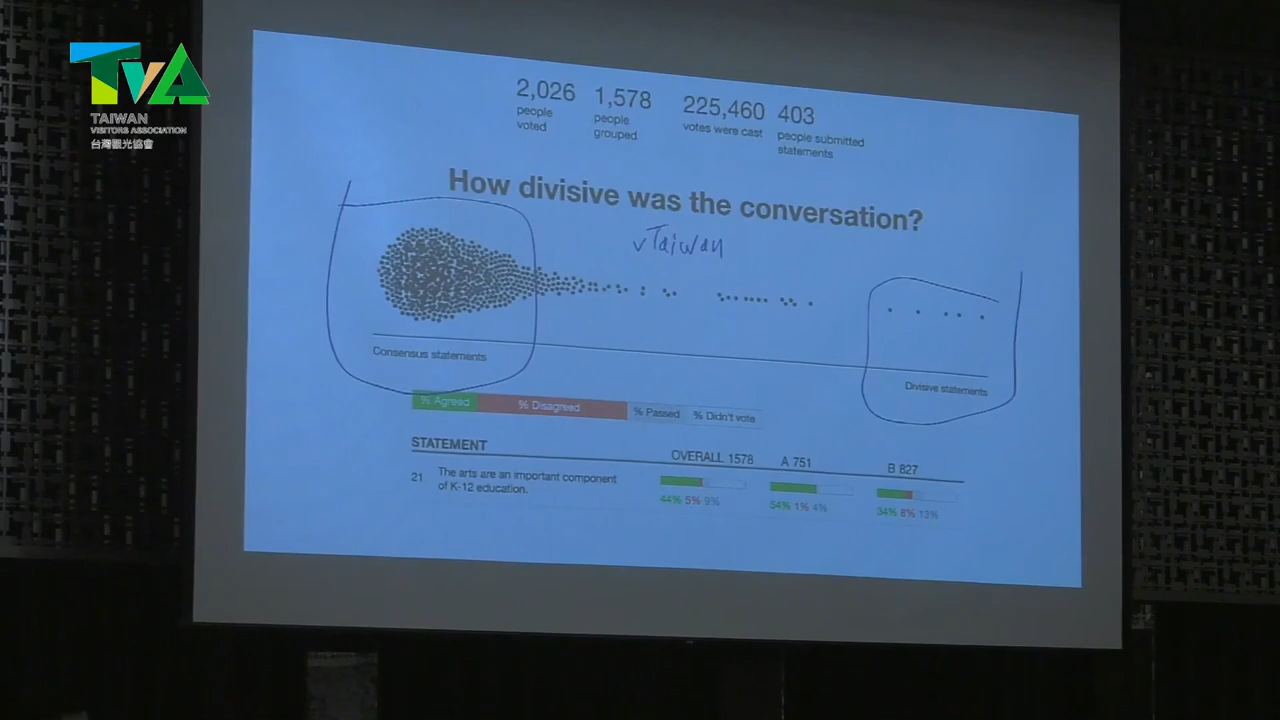 TVA
TAIWAN
VISITORS ASSOCIATION
台灣觀光協會
2,026
people
voted
1,578
people
grouped
225,460
votes were cast
403
people submitted
statements
How divisive was the conversation?
vTaiwan
Consensus statements
Divisive statements
% Agreed
% Disagreed
% Passed
% Didn't vote
STATEMENT
OVERALL 1578
A 751
B 827
21
The arts are an important component
of K-12 education.
44% 5% 9%
54% 1% 4%
34% 8% 13%